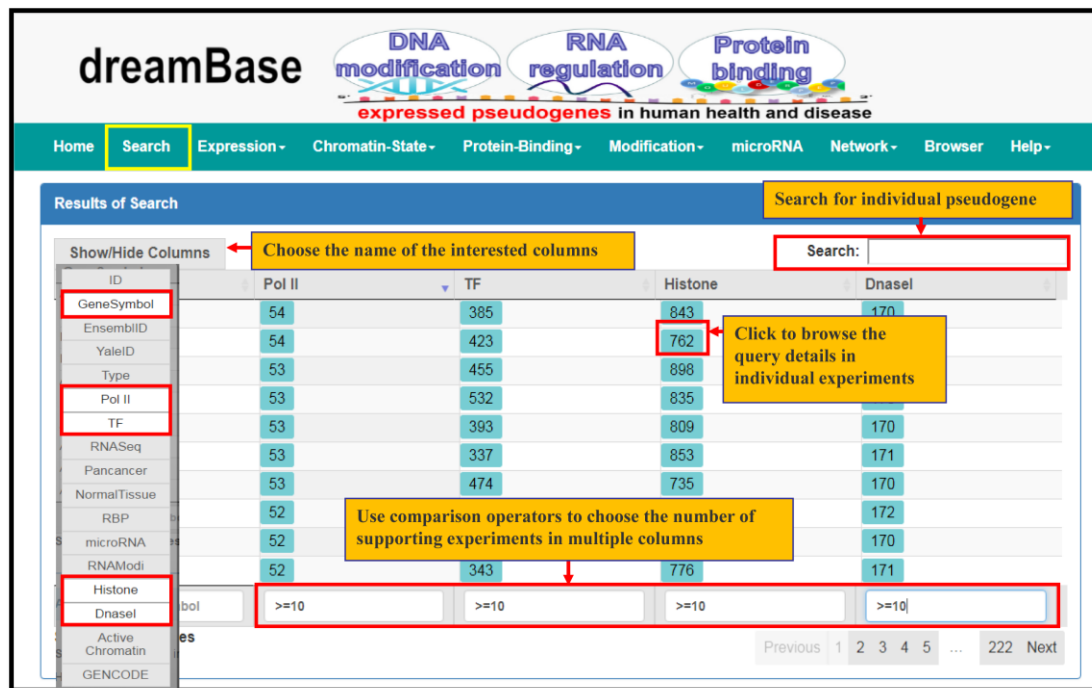 dreamBase
DNA
modification
RNA
regulation
Protein
binding
expressed pseudogenes in human health and disease
Home Search Expression Chromatin-State Protein-Binding Modification microRNA Network Browser Help
Results of Search
Search for individual pseudogene
Show/Hide Columns
Choose the name of the interested columns
Search:
ID
GeneSymbol
EnsemblID
YaleID
Type
Pol II
TF
RNASeq
Pancancer
NormalTissue
RBP
microRNA
RNAModi
Histone
DnaseI
Active
Chromatin
GENCODE
Pol II TF Histone DnaseI
54 385 843 170
54 423 762
53 455 898
53 532 835
53 393 809 170
53 337 853 171
53 474 735 170
52 172
52 170
52 343 776 171
Click to browse the
query details in
individual experiments
Use comparison operators to choose the number of
supporting experiments in multiple columns
bol >=10 >=10 >=10 >=10
es
Previous 1 2 3 4 5 ... 222 Next